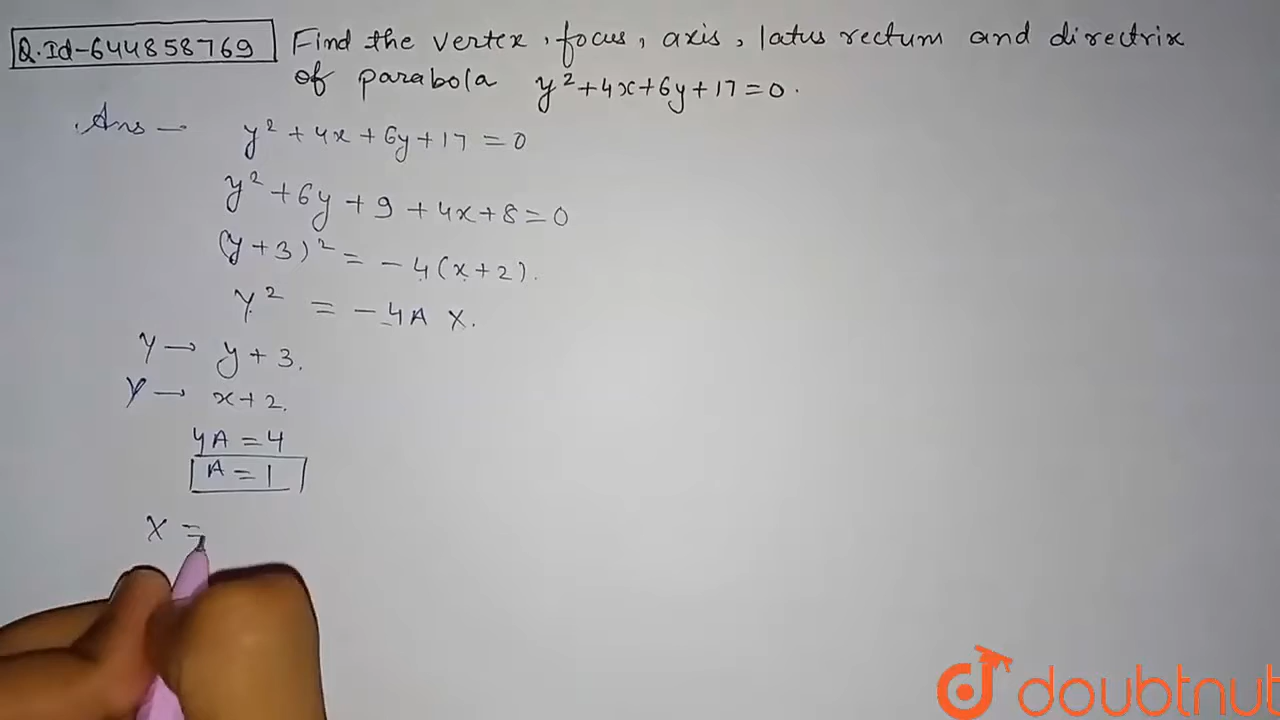 Q.Id-644858769
Find the vertex, focus, axis, latus rectum and directrix
of parabola y²+4x+6y+17=0.
Ans → y²+4x+6y+17=0
y²+6y+9+4x+8=0
(y+3)²=-4(x+2).
Y²=-4A X.
Y → y+3.
Y → x+2.
4A=4
A=1
X =
doubtnut